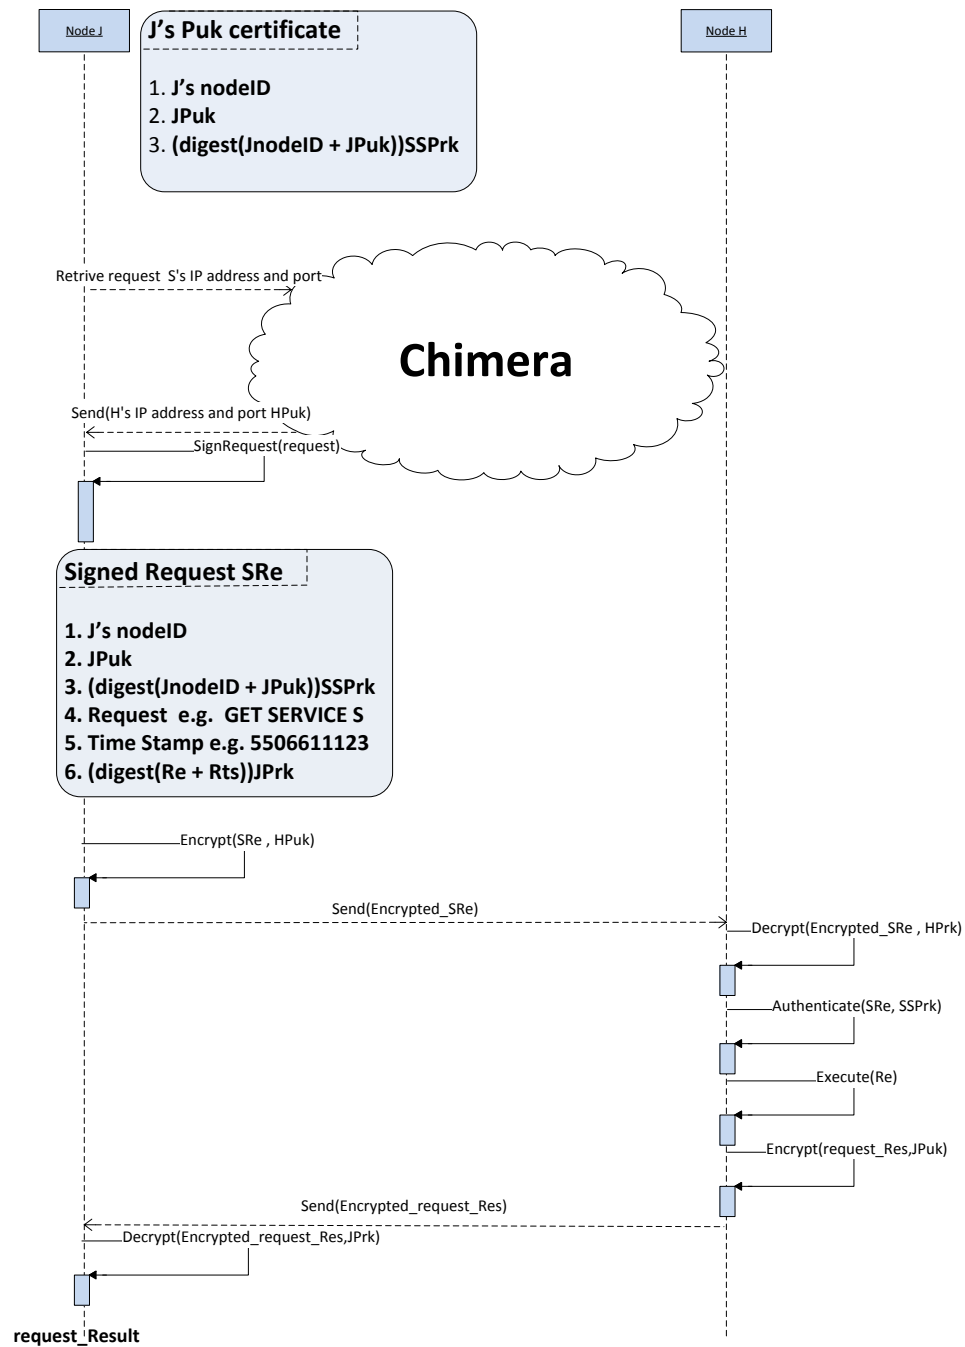 Node J
J's Puk certificate
Node H
1. J's nodeID
2. JPuk
3. (digest(JnodeID + JPuk))SSPrk
Retrive request  S's IP address and port
Chimera
Send(H's IP address and port HPuk)
SignRequest(request)
Signed Request SRe
1. J's nodeID
2. JPuk
3. (digest(JnodeID + JPuk))SSPrk
4. Request  e.g.  GET SERVICE S
5. Time Stamp e.g. 5506611123
6. (digest(Re + Rts))JPrk
Encrypt(SRe , HPuk)
Send(Encrypted_SRe)
Decrypt(Encrypted_SRe , HPrk)
Authenticate(SRe, SSPrk)
Execute(Re)
Encrypt(request_Res,JPuk)
Send(Encrypted_request_Res)
Decrypt(Encrypted_request_Res,JPrk)
request_Result